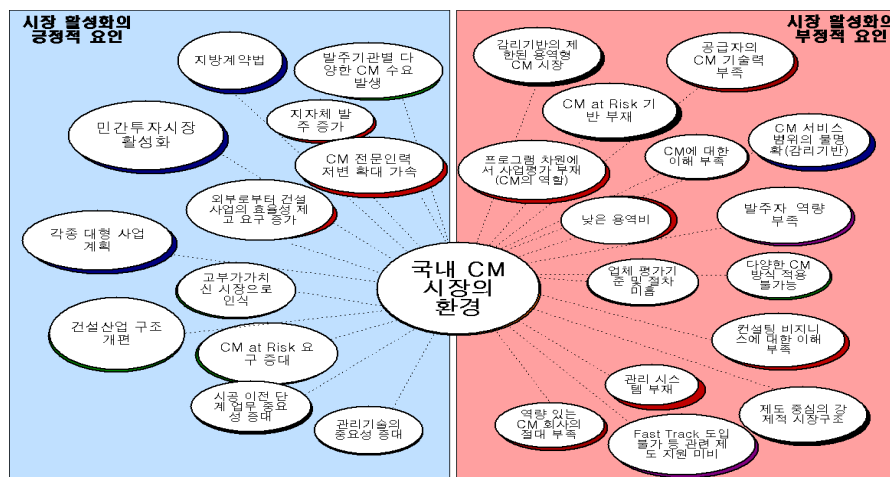 시장 활성화의
긍정적 요인
지방계약법
발주기관별 다
양한 CM 수요
발생
지자체 발
주 증가
민간투자시장
활성화
CM 전문인력
저변 확대 가속
외부로부터 건설
사업의 효율성 제
고 요구 증가
각종 대형 사업
계획
고부가가치
신 시장으로
인식
건설산업 구조
개편
CM at Risk 요
구 증대
시공 이전 단
계 업무 중요
성 증대
관리기술의
중요성 증대
국내 CM
시장의
환경
시장 활성화의
부정적 요인
감리기반의 제
한된 용역형
CM 시장
공급자의
CM 기술력
부족
CM at Risk 기
반 부재
CM에 대한
이해 부족
CM 서비스
범위의 불명
확(감리기반)
프로그램 차원에
서 사업평가 부재
(CM의 역할)
낮은 용역비
발주자 역량
부족
업체 평가기
준 및 절차
미흡
다양한 CM
방식 적용
불가능
컨설팅 비지니
스에 대한 이해
부족
관리 시스
템 부재
제도 중심의 강
제적 시장구조
역량 있는
CM 회사의
절대 부족
Fast Track 도입
불가 등 관련 제
도 지원 미비